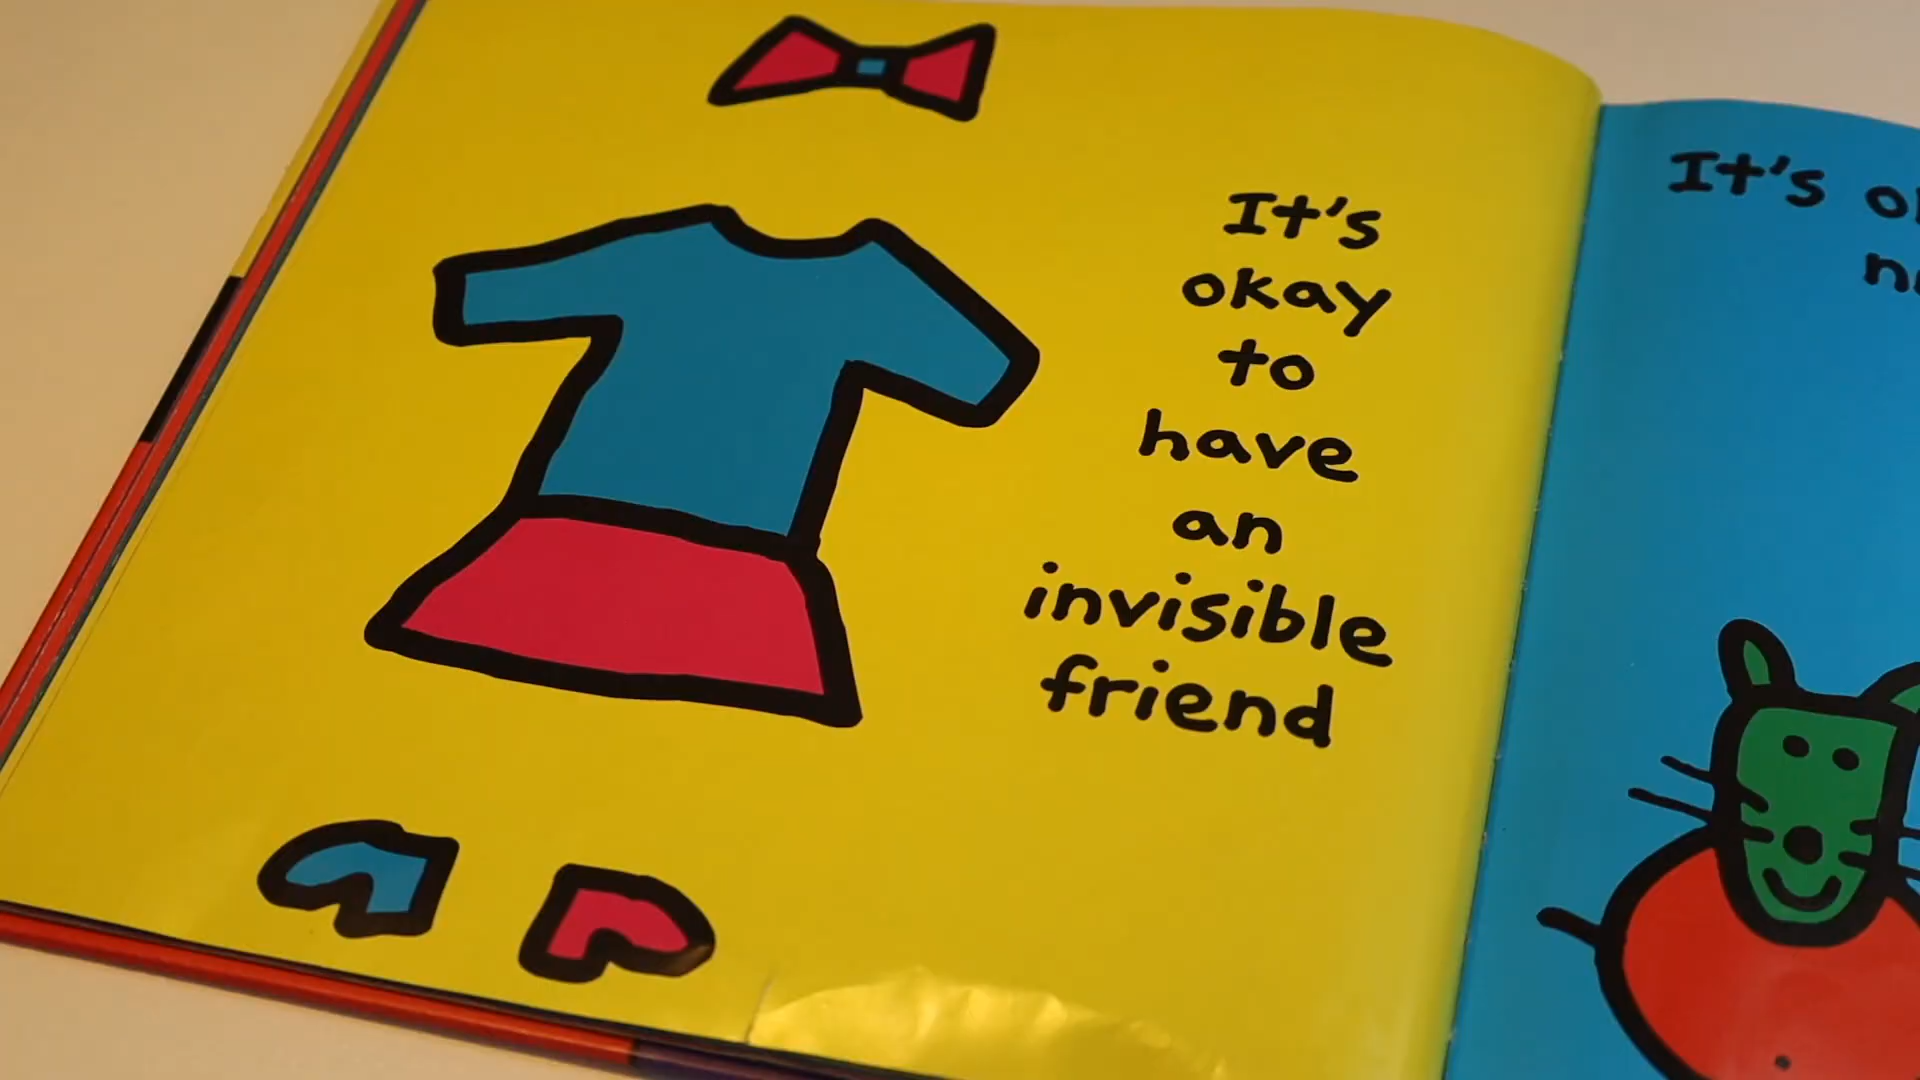 It's
okay
to
have
an
invisible
friend
It's